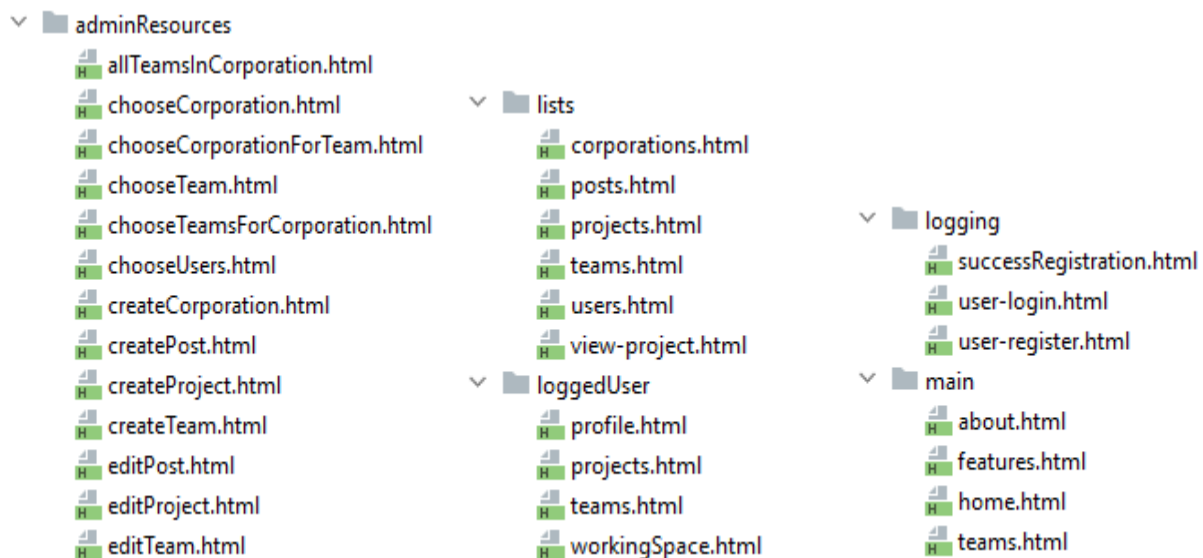 adminResources
H allTeamsInCorporation.html
H chooseCorporation.html
H chooseCorporationForTeam.html
H chooseTeam.html
H chooseTeamsForCorporation.html
H chooseUsers.html
H createCorporation.html
H createPost.html
H createProject.html
H createTeam.html
H editPost.html
H editProject.html
H editTeam.html
lists
H corporations.html
H posts.html
H projects.html
H teams.html
H users.html
H view-project.html
loggedUser
H profile.html
H projects.html
H teams.html
H workingSpace.html
logging
H successRegistration.html
H user-login.html
H user-register.html
main
H about.html
H features.html
H home.html
H teams.html